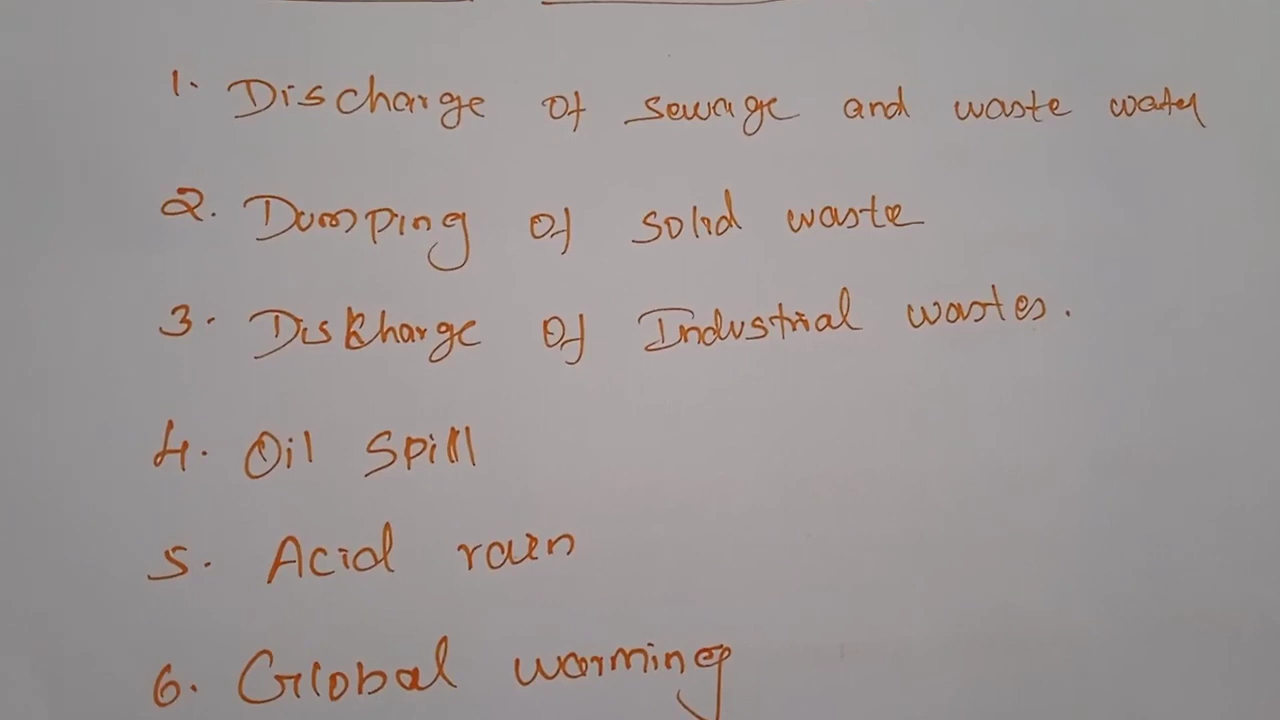 1. Discharge of sewage and waste water
2. Dumping of solid waste
3. Discharge of Industrial wastes.
4. Oil spill
5. Acid rain
6. Global warming